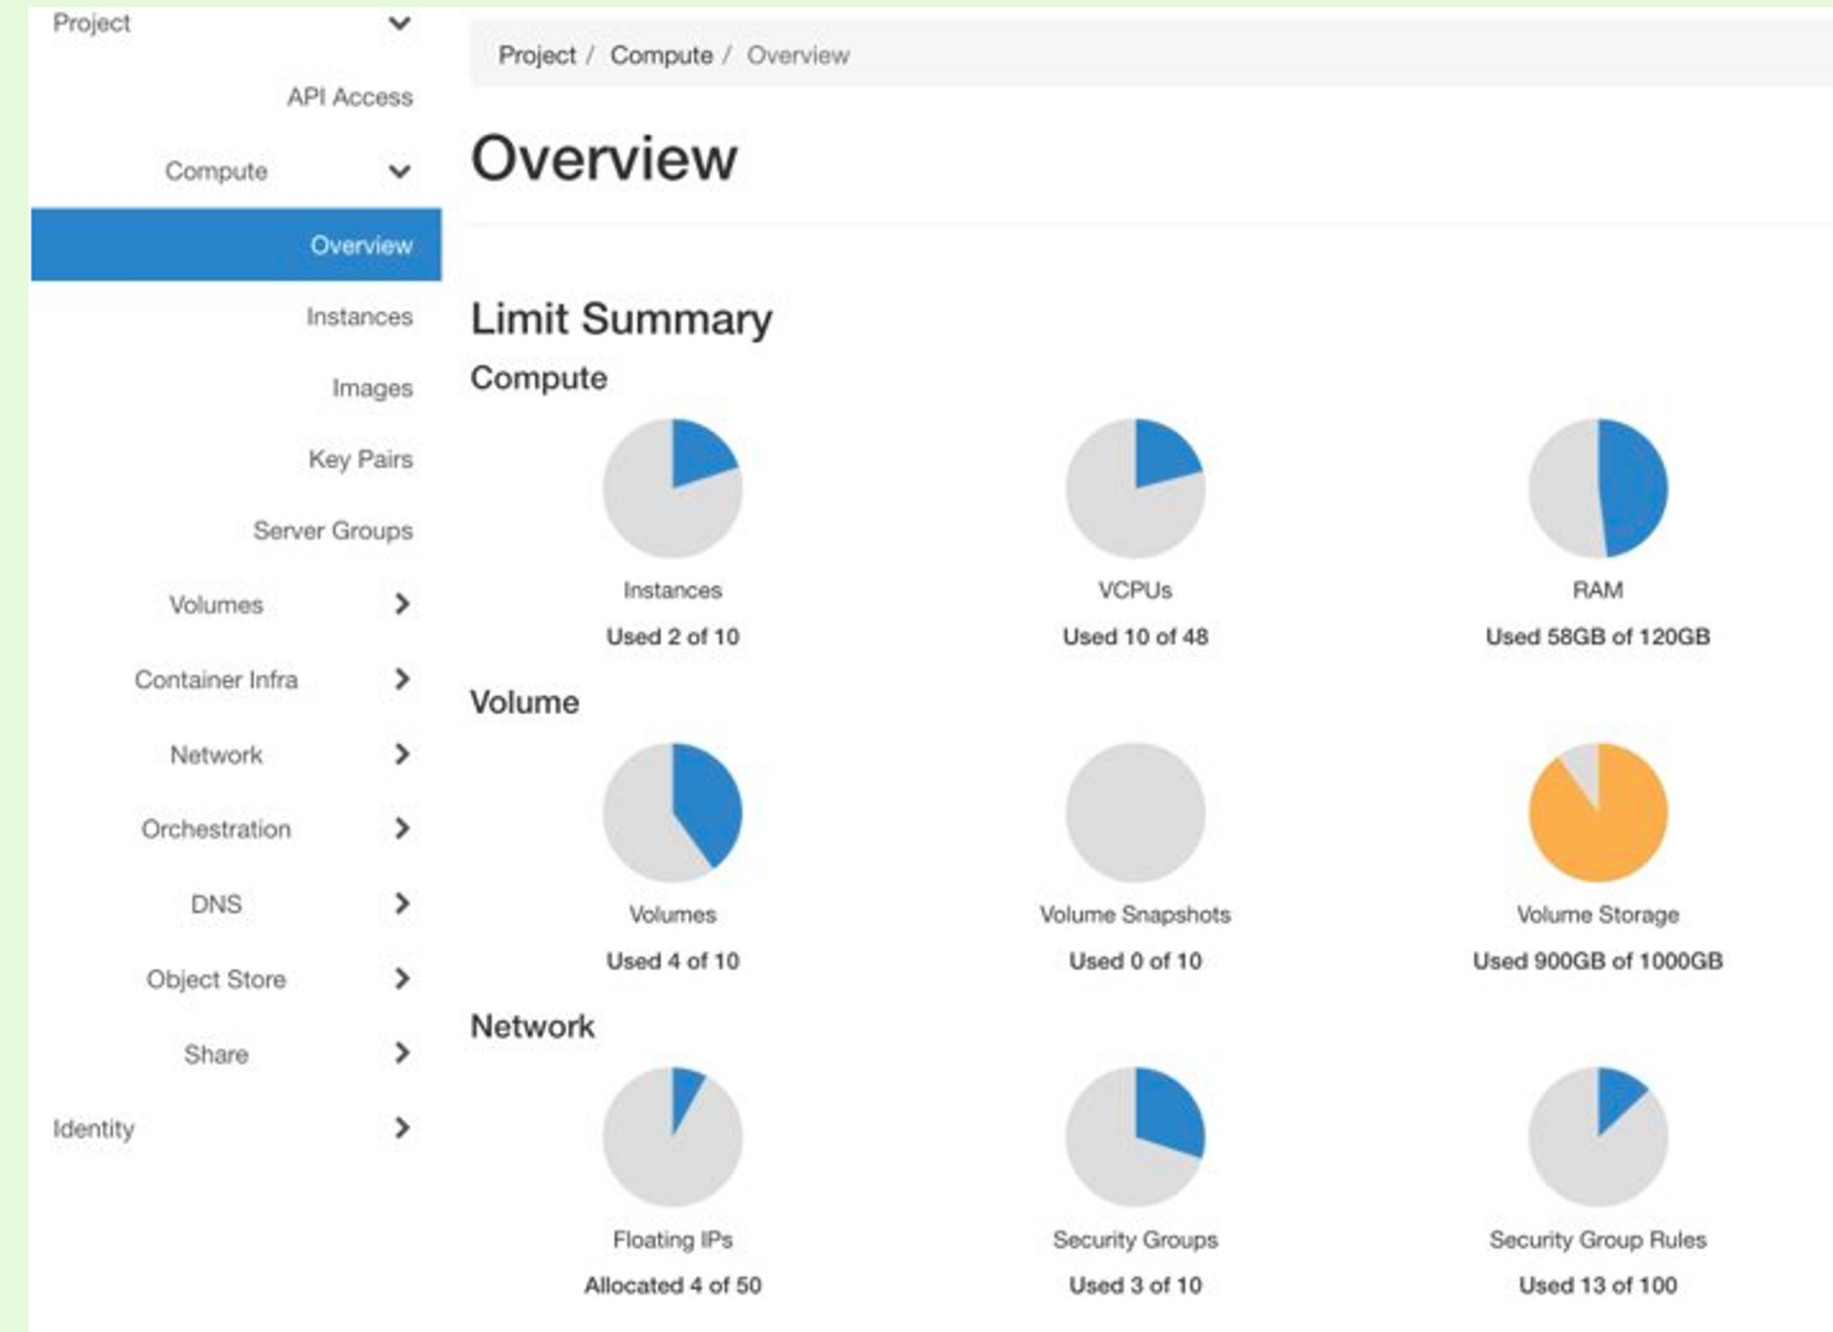 Project
API Access
Compute
Overview
Instances
Images
Key Pairs
Server Groups
Volumes
Container Infra
Network
Orchestration
DNS
Object Store
Share
Identity
Project / Compute / Overview
Overview
Limit Summary
Compute
Instances
Used 2 of 10
VCPUs
Used 10 of 48
RAM
Used 58GB of 120GB
Volume
Volumes
Used 4 of 10
Volume Snapshots
Used 0 of 10
Volume Storage
Used 900GB of 1000GB
Network
Floating IPs
Allocated 4 of 50
Security Groups
Used 3 of 10
Security Group Rules
Used 13 of 100